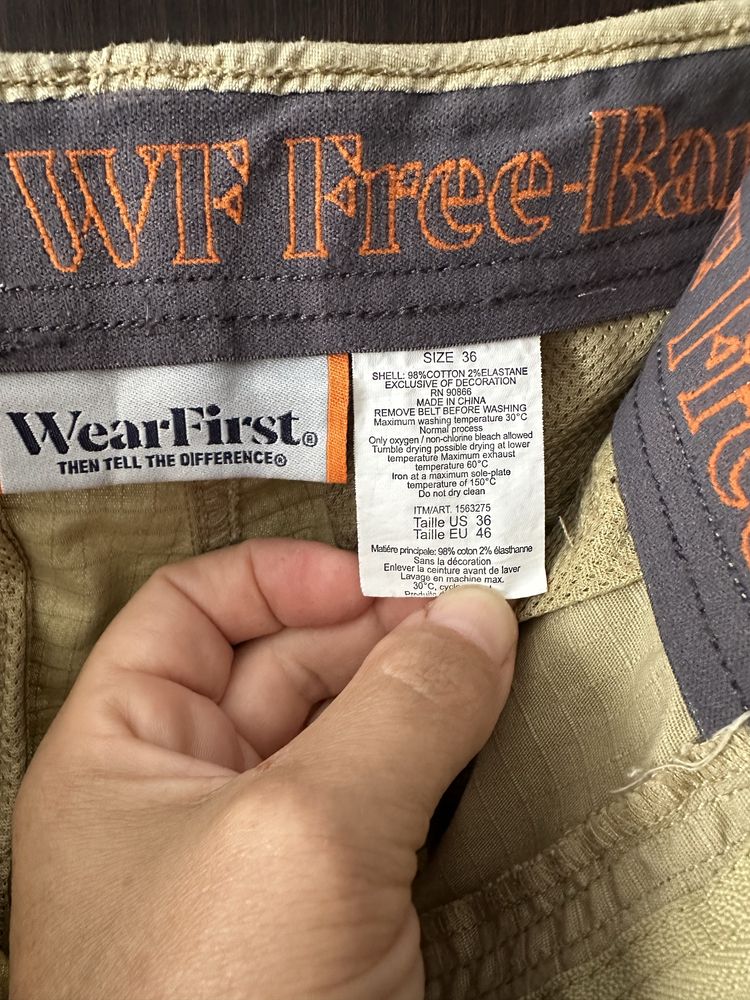 WF Free-Ban
WearFirst®
THEN TELL THE DIFFERENCE®
SIZE 36
SHELL: 98%COTTON 2%ELASTANE
EXCLUSIVE OF DECORATION
RN 90866
MADE IN CHINA
REMOVE BELT BEFORE WASHING
Maximum washing temperature 30°C
Normal process
Only oxygen / non-chlorine bleach allowed
Tumble drying possible drying at lower
temperature Maximum exhaust
temperature 60°C
Iron at a maximum sole-plate
temperature of 150°C
Do not dry clean
ITM/ART. 1563275
Taille US 36
Taille EU 46
Matière principale: 98% coton 2% élasthanne
Sans la décoration
Enlever la ceinture avant de laver
Lavage en machine max.
30°C,